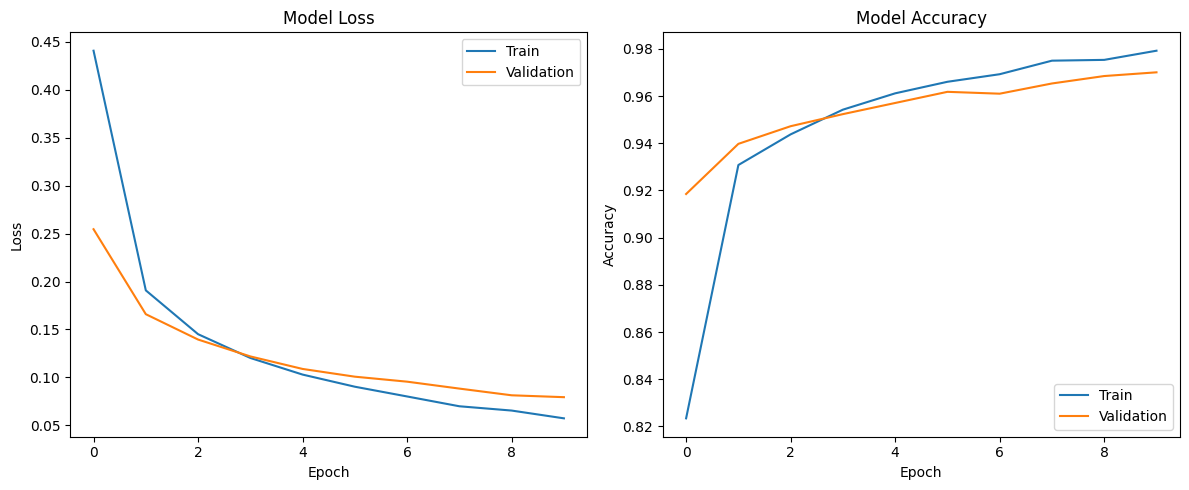 Model Loss
Loss
0.45
0.40
0.35
0.30
0.25
0.20
0.15
0.10
0.05
0 2 4 6 8
Epoch
Train
Validation
Model Accuracy
Accuracy
0.98
0.96
0.94
0.92
0.90
0.88
0.86
0.84
0.82
0 2 4 6 8
Epoch
Train
Validation